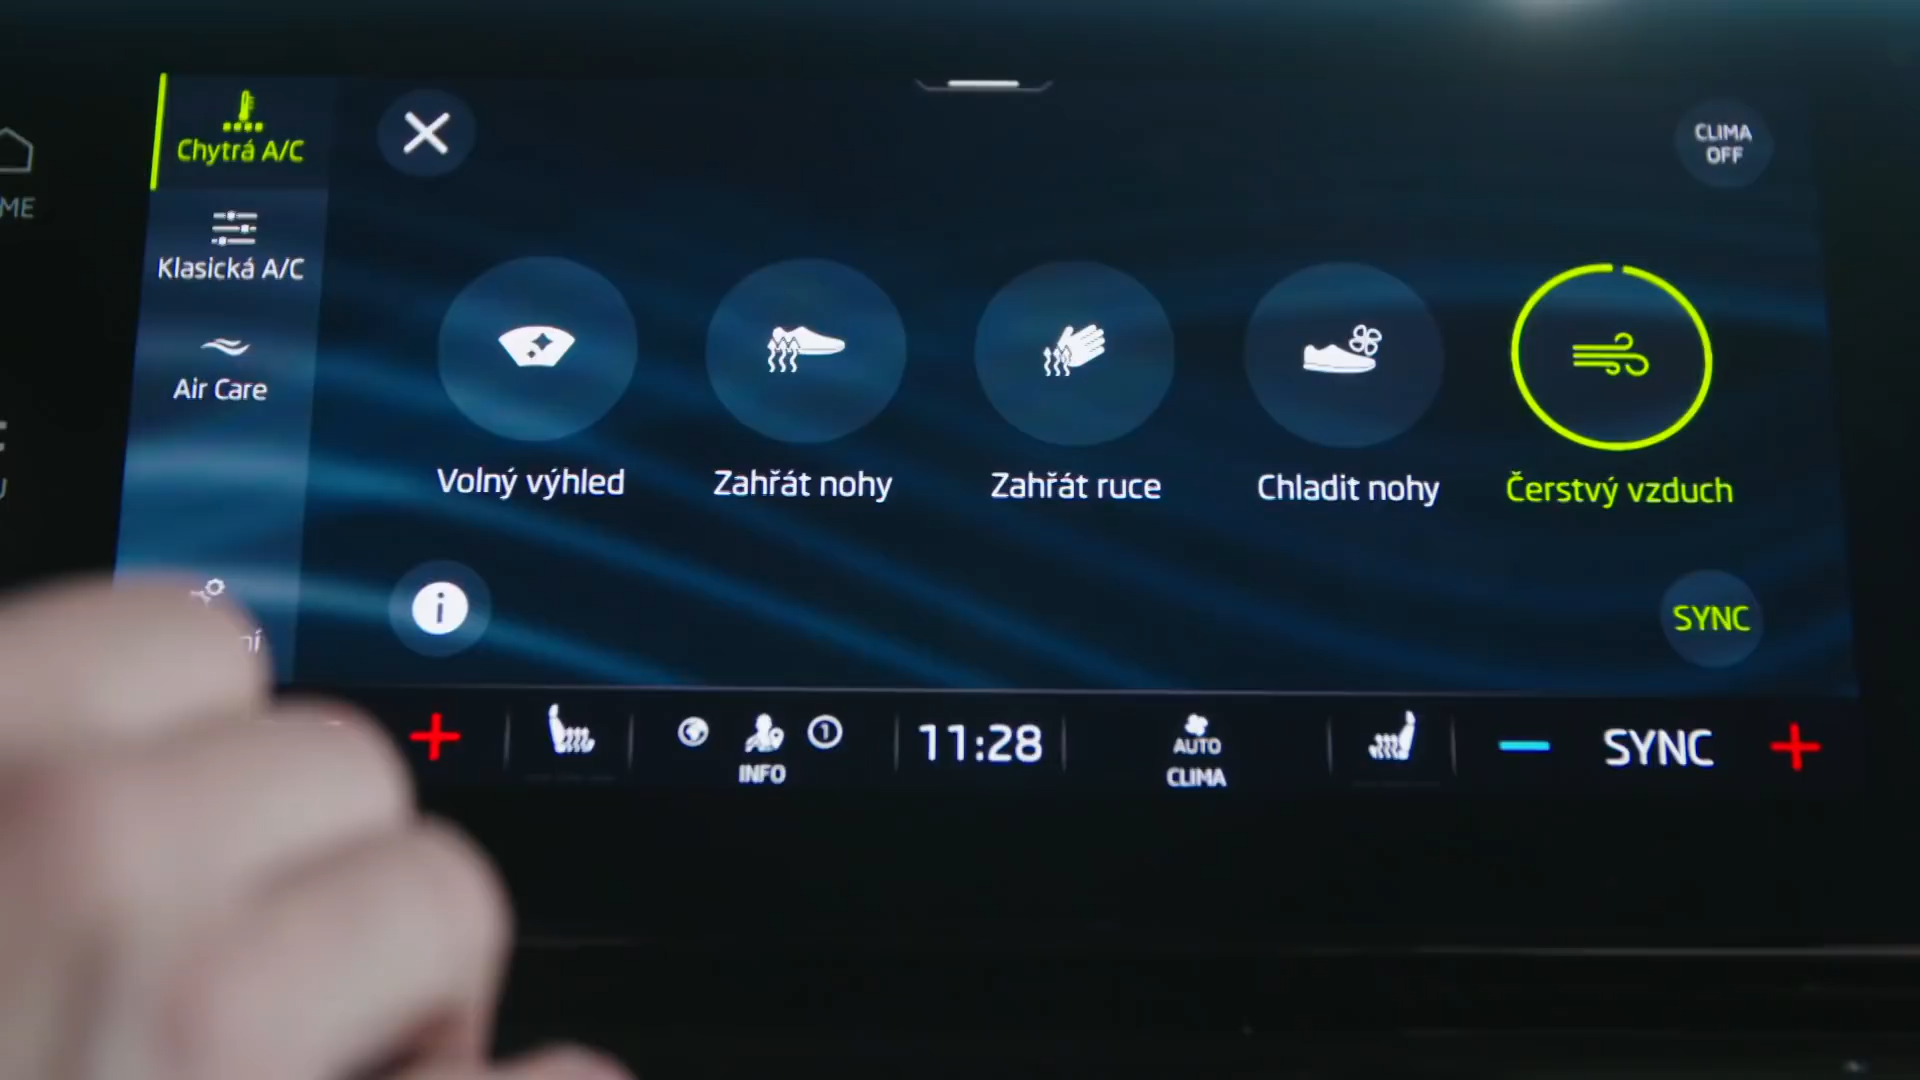 Chytrá A/C
Klasická A/C
Air Care
CLIMA
OFF
Volný výhled
Zahřát nohy
Zahřát ruce
Chladit nohy
Čerstvý vzduch
i
SYNC
1
INFO
11:28
AUTO
CLIMA
SYNC